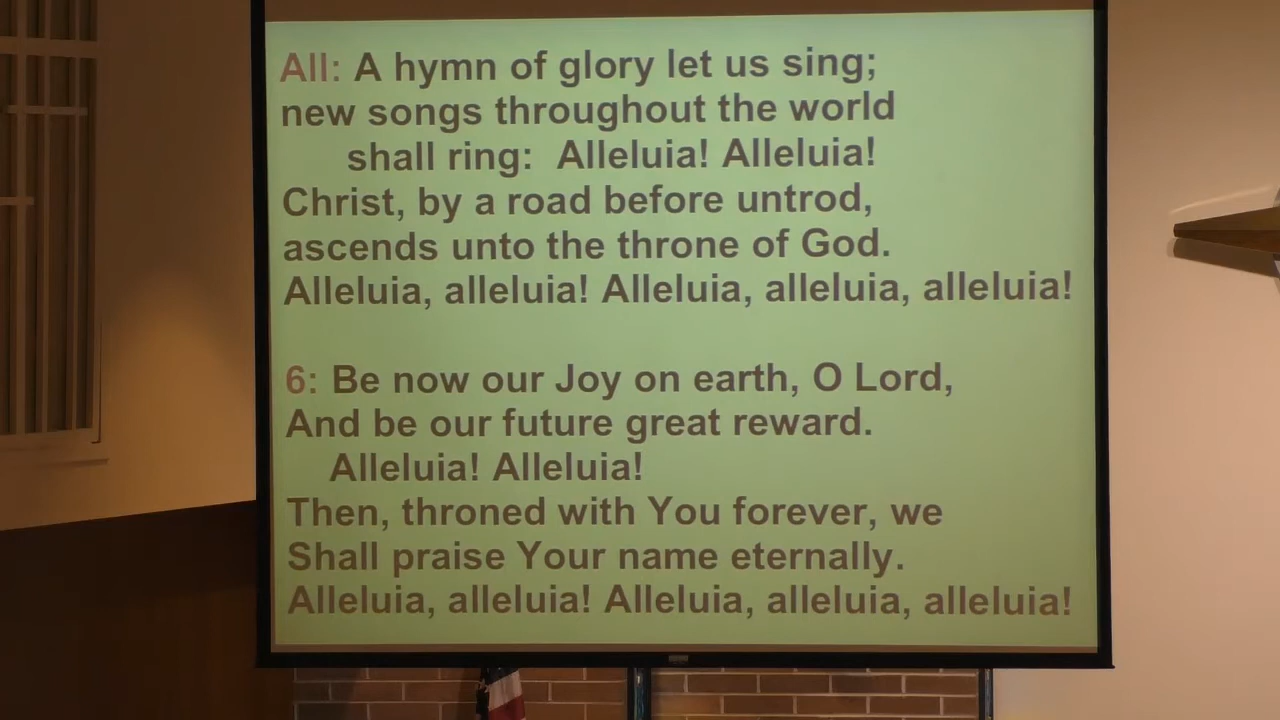 All: A hymn of glory let us sing;
new songs throughout the world
shall ring: Alleluia! Alleluia!
Christ, by a road before untrod,
ascends unto the throne of God.
Alleluia, alleluia! Alleluia, alleluia, alleluia!
6: Be now our Joy on earth, O Lord,
And be our future great reward.
Alleluia! Alleluia!
Then, throned with You forever, we
Shall praise Your name eternally.
Alleluia, alleluia! Alleluia, alleluia, alleluia!